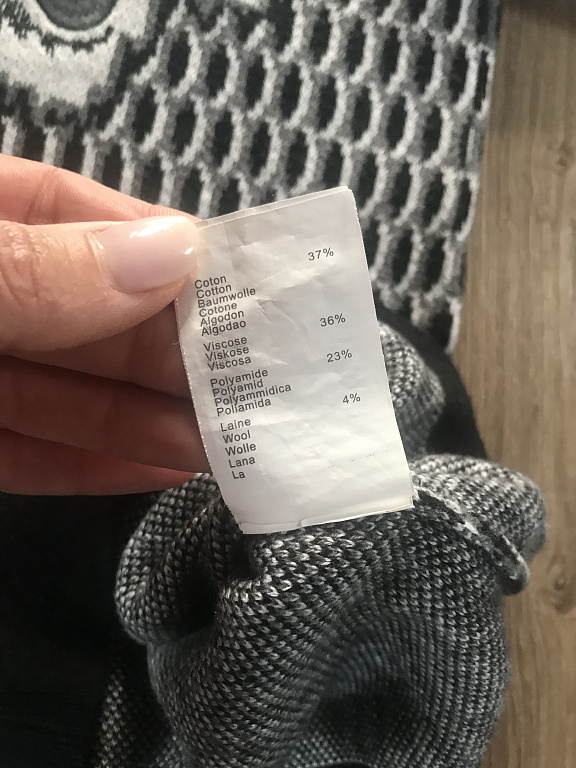 37%
Coton
Cotton
Baumwolle
Cotone
Algodon
Algodao
36%
Viscose
Viskose
Viscosa
23%
Polyamide
Polyamid
Polyammidica
Poliamida
4%
Laine
Wool
Wolle
Lana
La